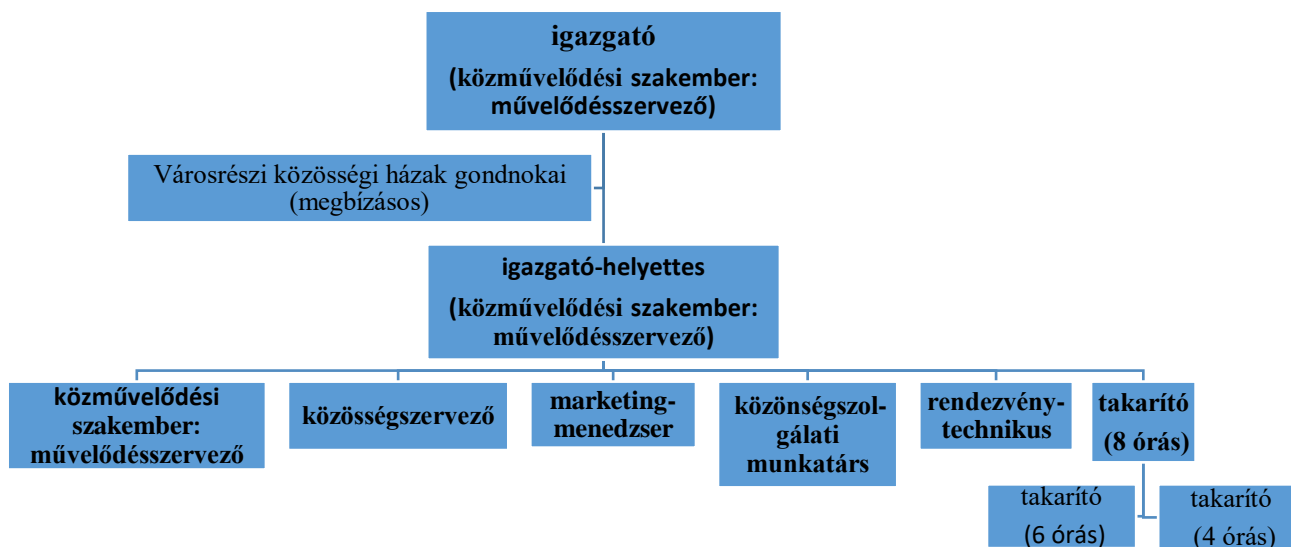 igazgató
(közművelődési szakember:
művelődésszervező)
Városrészi közösségi házak gondnokai
(megbízásos)
igazgató-helyettes
(közművelődési szakember:
művelődésszervező)
közművelődési
szakember:
művelődésszervező
közösségszervező
marketing-
menedzser
közönségszol-
gálati
munkatárs
rendezvény-
technikus
takarító
(8 órás)
takarító
(6 órás)
takarító
(4 órás)